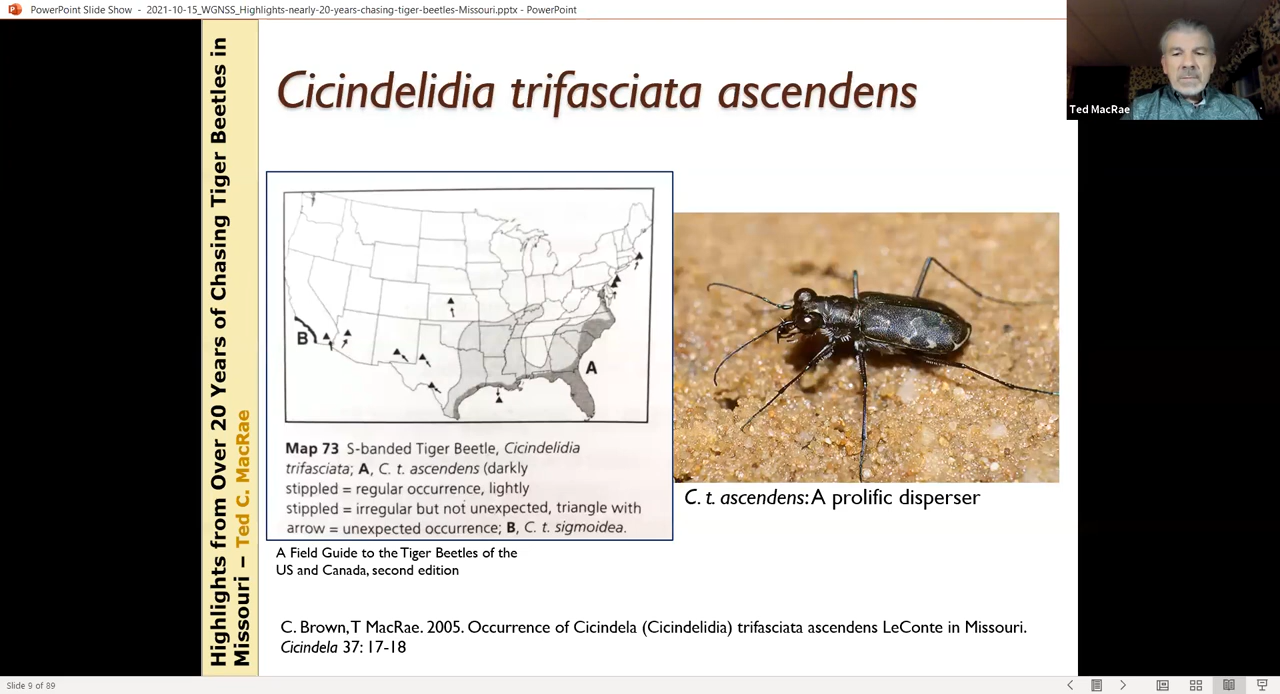 PowerPoint Slide Show - 2021-10-15_WGNSS_Highlights-nearly-20-years-chasing-tiger-beetles-Missouri.pptx - PowerPoint
Ted MacRae
Highlights from Over 20 Years of Chasing Tiger Beetles in
Missouri – Ted C. MacRae
Cicindelidia trifasciata ascendens
B
A
Map 73 S-banded Tiger Beetle, Cicindelidia
trifasciata; A, C. t. ascendens (darkly
stippled = regular occurrence, lightly
stippled = irregular but not unexpected, triangle with
arrow = unexpected occurrence; B, C. t. sigmoidea.
C. t. ascendens: A prolific disperser
A Field Guide to the Tiger Beetles of the
US and Canada, second edition
C. Brown, T MacRae. 2005. Occurrence of Cicindela (Cicindelidia) trifasciata ascendens LeConte in Missouri.
Cicindela 37: 17-18
Slide 9 of 89